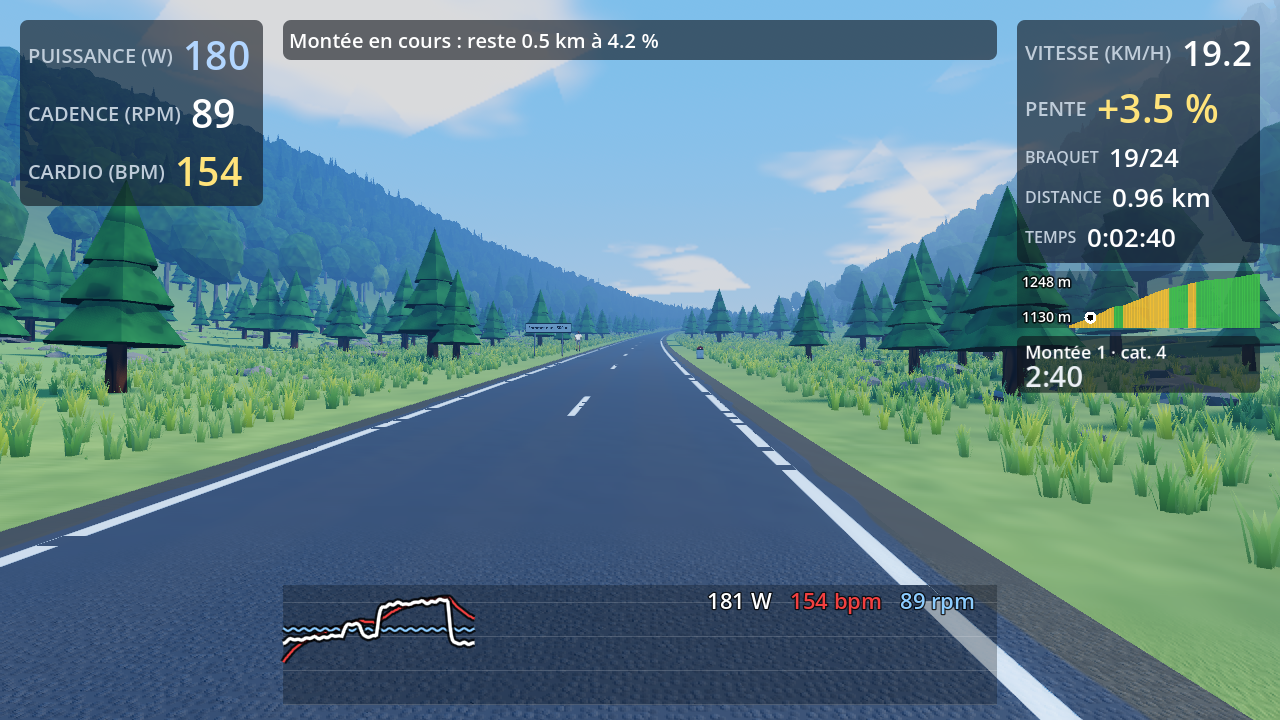 PUISSANCE (W) 180
CADENCE (RPM) 89
CARDIO (BPM) 154
Montée en cours : reste 0.5 km à 4.2 %
VITESSE (KM/H) 19.2
PENTE +3.5 %
BRAQUET 19/24
DISTANCE 0.96 km
TEMPS 0:02:40
1248 m
1130 m
Montée 1 · cat. 4
2:40
181 W 154 bpm 89 rpm